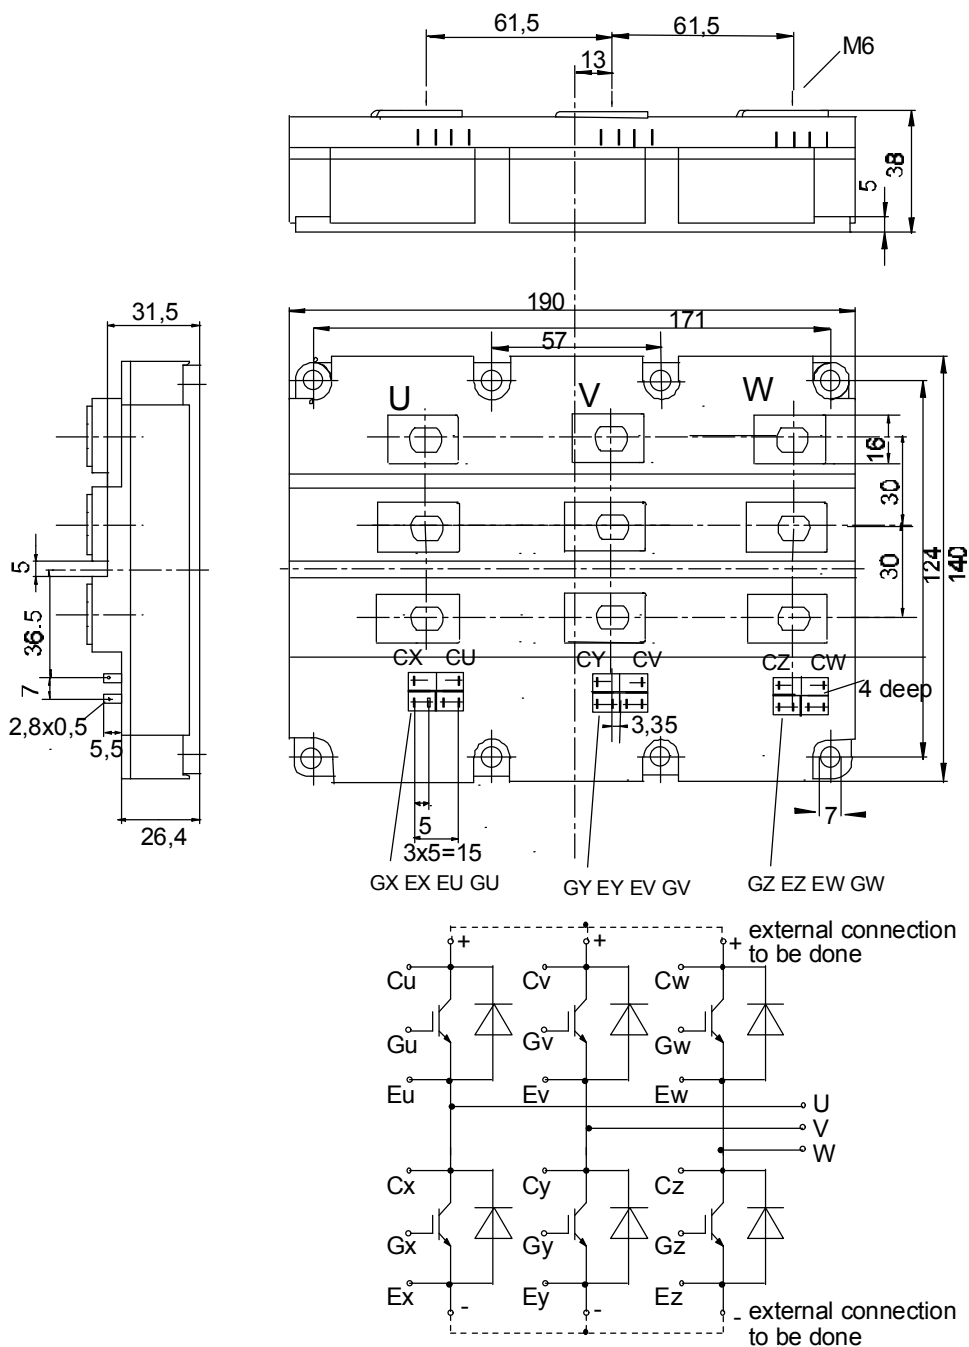 61,5
61,5
13
M6
5
38
31,5
190
171
57
U
V
W
16
30
5
30
124
140
36.5
CX CU
CY CV
CZ CW
7
4 deep
2,8x0,5
3,35
5,5
5
7
26,4
3x5=15
GX EX EU GU
GY EY EV GV
GZ EZ EW GW
+
+
+
external connection
to be done
Cu
Cv
Cw
Gu
Gv
Gw
Eu
Ev
Ew
U
V
W
Cx
Cy
Cz
Gx
Gy
Gz
Ex
Ey
Ez
-
-
-
external connection
to be done